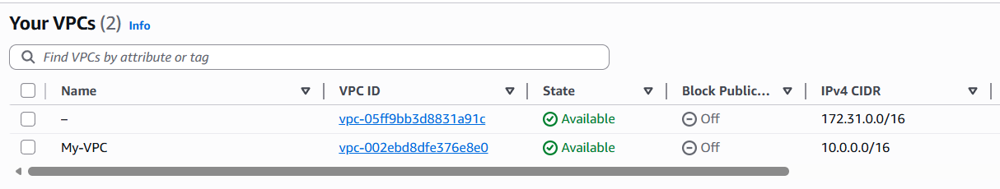 Your VPCs (2) Info
Find VPCs by attribute or tag
Name VPC ID State Block Public... IPv4 CIDR
– vpc-05ff9bb3d8831a91c Available Off 172.31.0.0/16
My-VPC vpc-002ebd8dfe376e8e0 Available Off 10.0.0.0/16